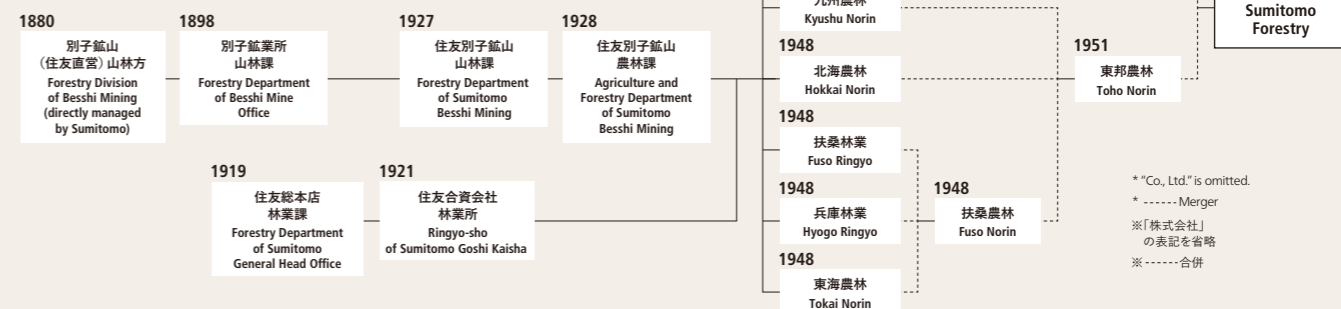 1880
別子鉱山
（住友直営）山林方
Forestry Division
of Besshi Mining
(directly managed
by Sumitomo)
1898
別子鉱業所
山林課
Forestry Department
of Besshi Mine
Office
1927
住友別子鉱山
山林課
Forestry Department
of Sumitomo
Besshi Mining
1928
住友別子鉱山
農林課
Agriculture and
Forestry Department
of Sumitomo
Besshi Mining
1919
住友総本店
林業課
Forestry Department
of Sumitomo
General Head Office
1921
住友合資会社
林業所
Ringyo-sho
of Sumitomo Goshi Kaisha
九州農林
Kyushu Norin
1948
北海農林
Hokkai Norin
1948
扶桑林業
Fuso Ringyo
1948
兵庫林業
Hyogo Ringyo
1948
東海農林
Tokai Norin
1948
扶桑農林
Fuso Norin
1951
東邦農林
Toho Norin
Sumitomo
Forestry
* "Co., Ltd." is omitted.
* ------ Merger
※「株式会社」
の表記を省略
※------合併